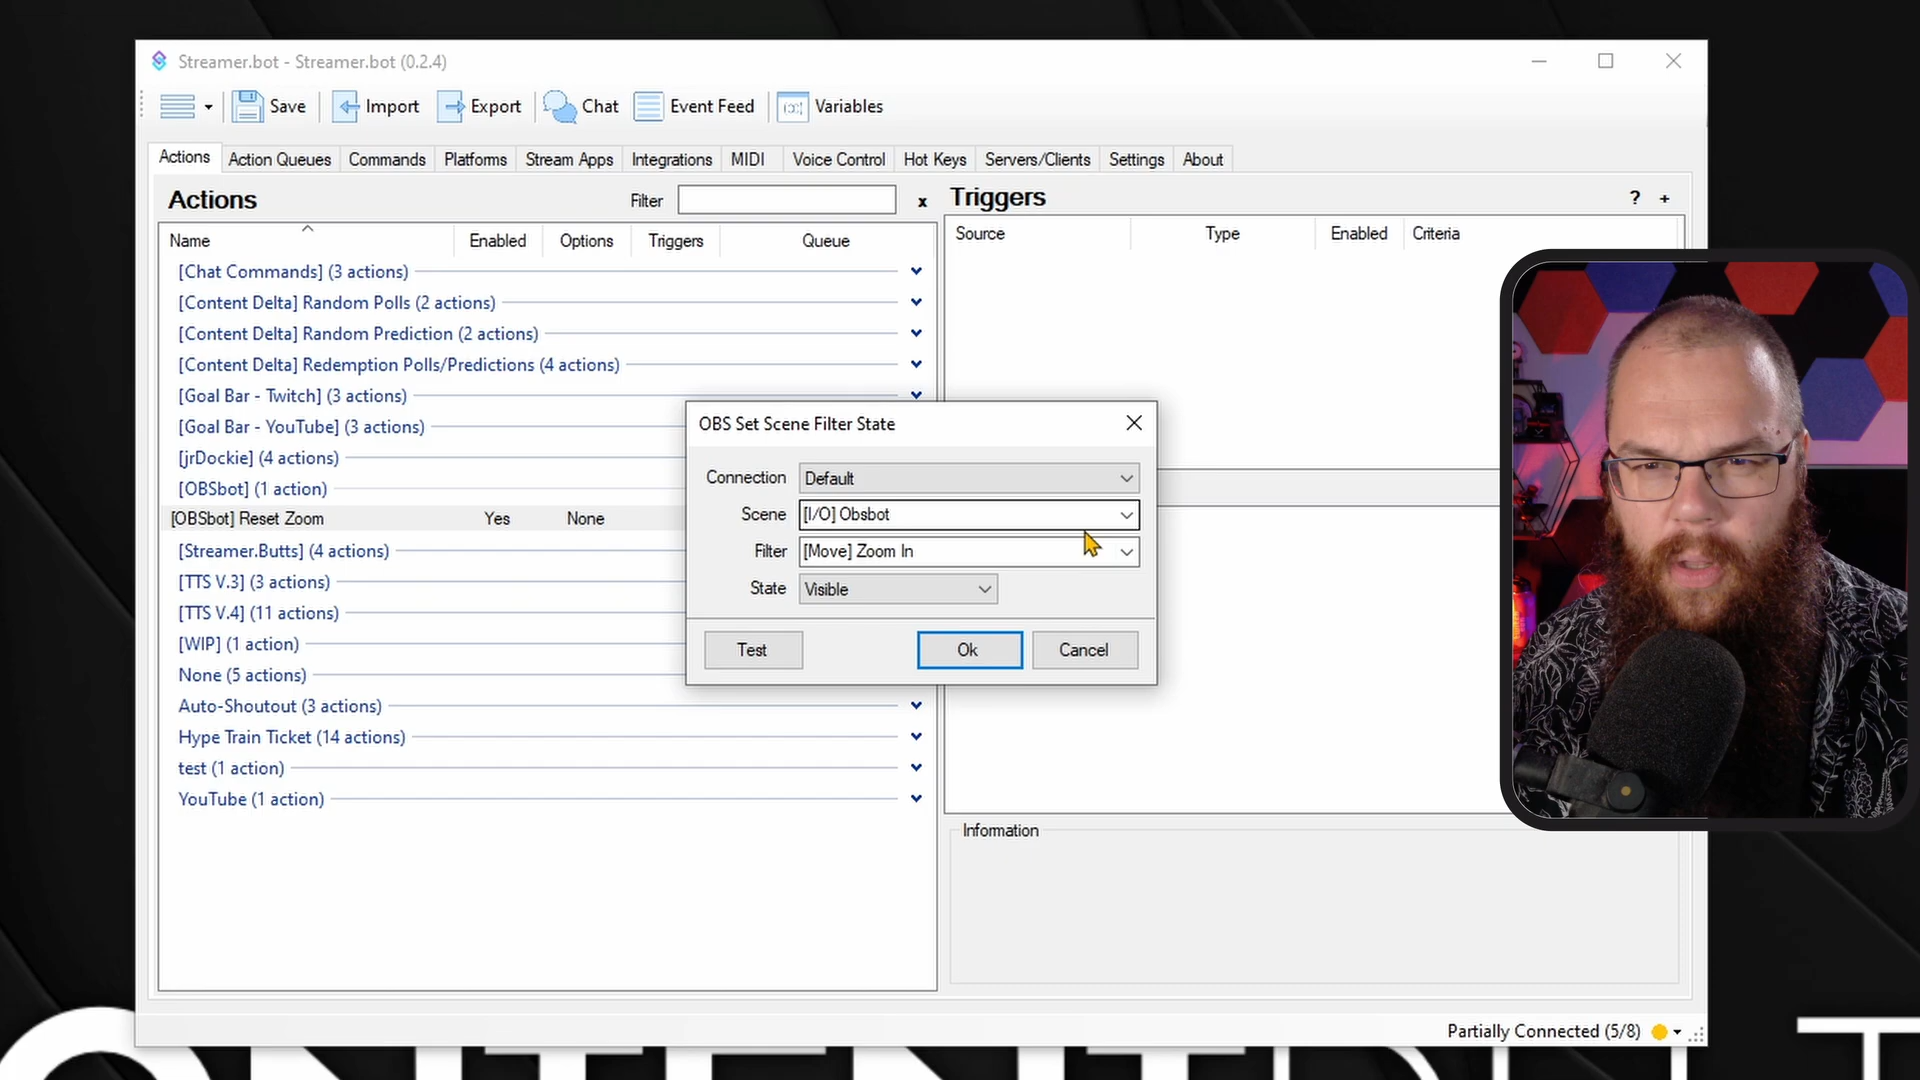 Streamer.bot - Streamer.bot (0.2.4)
Save Import Export Chat Event Feed Variables
Actions Action Queues Commands Platforms Stream Apps Integrations MIDI Voice Control Hot Keys Servers/Clients Settings About
Actions Filter x
Name Enabled Options Triggers Queue
[Chat Commands] (3 actions)
[Content Delta] Random Polls (2 actions)
[Content Delta] Random Prediction (2 actions)
[Content Delta] Redemption Polls/Predictions (4 actions)
[Goal Bar - Twitch] (3 actions)
[Goal Bar - YouTube] (3 actions)
[jrDockie] (4 actions)
[OBSbot] (1 action)
[OBSbot] Reset Zoom Yes None
[Streamer.Butts] (4 actions)
[TTS V.3] (3 actions)
[TTS V.4] (11 actions)
[WIP] (1 action)
None (5 actions)
Auto-Shoutout (3 actions)
Hype Train Ticket (14 actions)
test (1 action)
YouTube (1 action)
Triggers ? +
Source Type Enabled Criteria
OBS Set Scene Filter State
Connection Default
Scene [I/O] Obsbot
Filter [Move] Zoom In
State Visible
Test Ok Cancel
Information
Partially Connected (5/8)